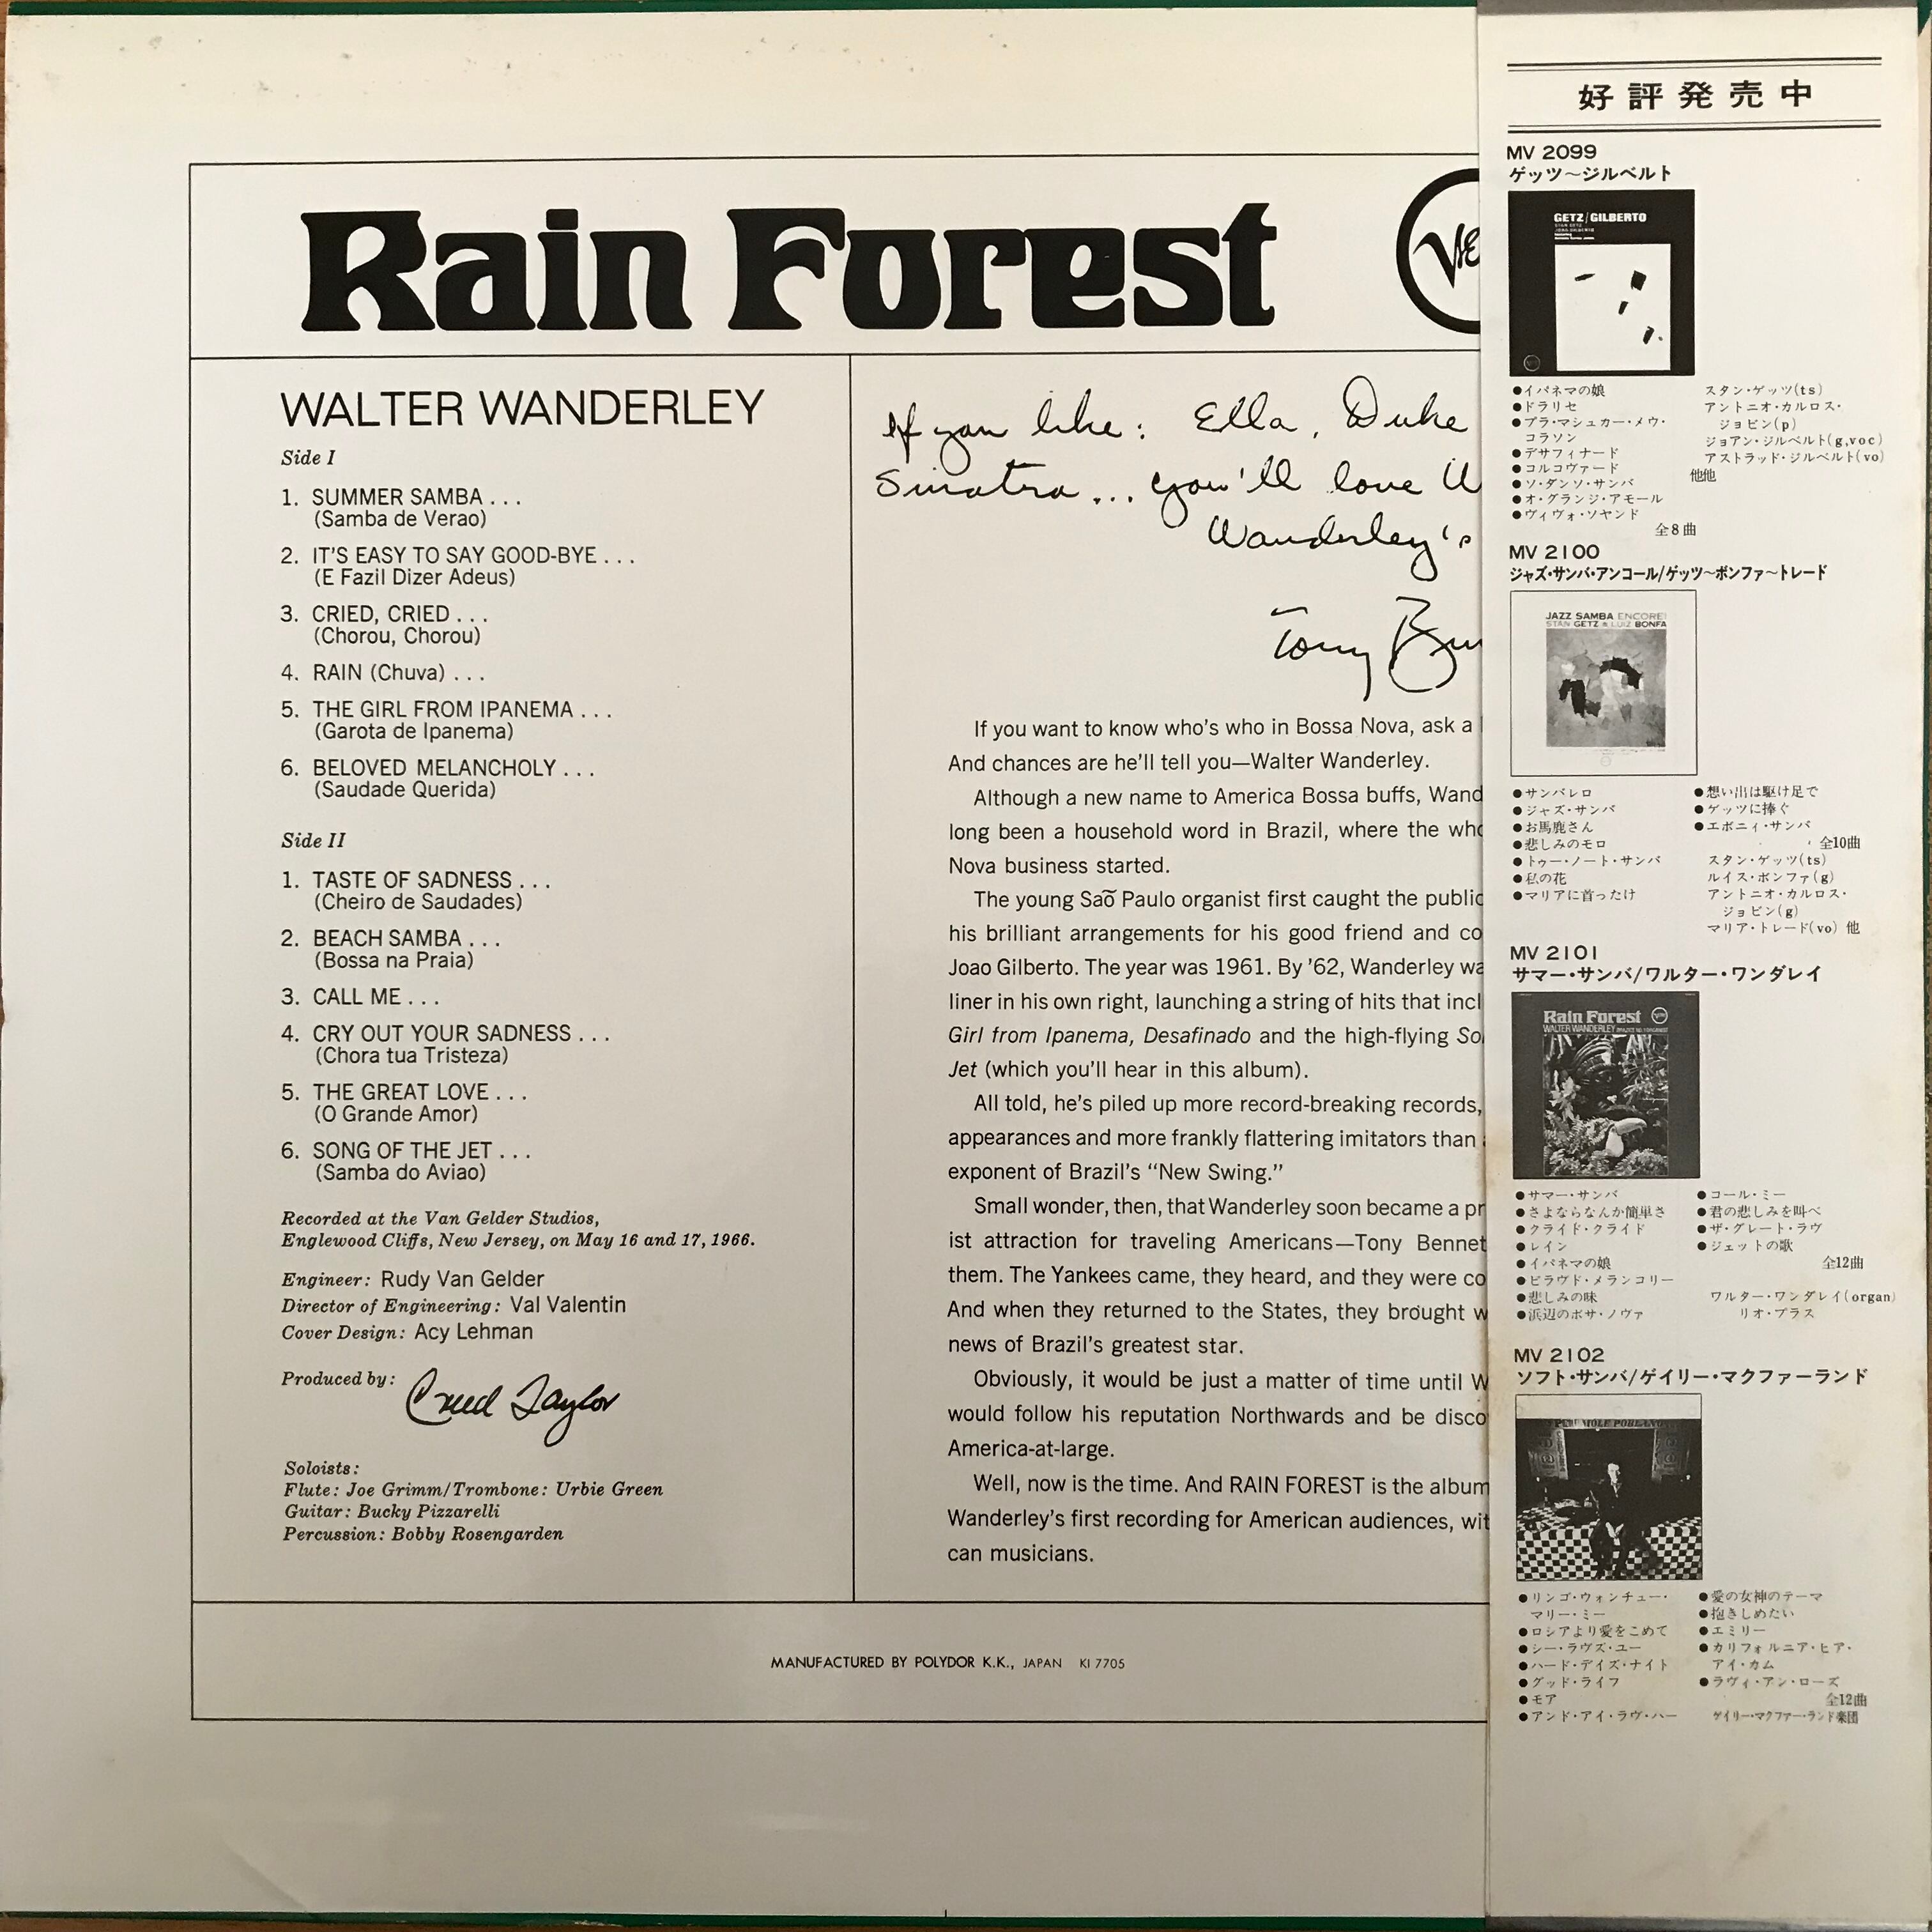 Rain Forest
WALTER WANDERLEY
Side I
1. SUMMER SAMBA . . .
(Samba de Verao)
2. IT'S EASY TO SAY GOOD-BYE . . .
(E Fazil Dizer Adeus)
3. CRIED, CRIED . . .
(Chorou, Chorou)
4. RAIN (Chuva) . . .
5. THE GIRL FROM IPANEMA . . .
(Garota de Ipanema)
6. BELOVED MELANCHOLY . . .
(Saudade Querida)
Side II
1. TASTE OF SADNESS . . .
(Cheiro de Saudades)
2. BEACH SAMBA . . .
(Bossa na Praia)
3. CALL ME . . .
4. CRY OUT YOUR SADNESS . . .
(Chora tua Tristeza)
5. THE GREAT LOVE . . .
(O Grande Amor)
6. SONG OF THE JET . . .
(Samba do Aviao)
Recorded at the Van Gelder Studios,
Englewood Cliffs, New Jersey, on May 16 and 17, 1966.
Engineer: Rudy Van Gelder
Director of Engineering: Val Valentin
Cover Design: Acy Lehman
Produced by: Creed Taylor
Soloists:
Flute: Joe Grimm/Trombone: Urbie Green
Guitar: Bucky Pizzarelli
Percussion: Bobby Rosengarden
If you like: Ella, Duke
Sinatra... you'll love W
Wanderley's
Tony
If you want to know who's who in Bossa Nova, ask a
And chances are he'll tell you—Walter Wanderley.
Although a new name to America Bossa buffs, Wand
long been a household word in Brazil, where the who
Nova business started.
The young Saõ Paulo organist first caught the public
his brilliant arrangements for his good friend and co
Joao Gilberto. The year was 1961. By '62, Wanderley wa
liner in his own right, launching a string of hits that incl
Girl from Ipanema, Desafinado and the high-flying So
Jet (which you'll hear in this album).
All told, he's piled up more record-breaking records,
appearances and more frankly flattering imitators than
exponent of Brazil's “New Swing.”
Small wonder, then, that Wanderley soon became a pr
ist attraction for traveling Americans—Tony Bennet
them. The Yankees came, they heard, and they were co
And when they returned to the States, they brought w
news of Brazil's greatest star.
Obviously, it would be just a matter of time until W
would follow his reputation Northwards and be disco
America-at-large.
Well, now is the time. And RAIN FOREST is the album
Wanderley's first recording for American audiences, wit
can musicians.
MANUFACTURED BY POLYDOR K.K., JAPAN KI 7705
好評発売中
MV 2099
ゲッツ〜ジルベルト
GETZ/GILBERTO
●イパネマの娘
●ドラリセ
●プラ・マシュカー・メウ・
コラソン
●デサフィナード
●コルコヴァード
●ソ・ダンソ・サンバ
●オ・グランジ・アモール
●ヴィヴォ・ソヤンド
全8曲
スタン・ゲッツ(ts)
アントニオ・カルロス・
ジョビン(p)
ジョアン・ジルベルト(g,voc)
アストラッド・ジルベルト(vo)
他他
MV 2100
ジャズ・サンバ・アンコール/ゲッツ〜ボンファ〜トレード
JAZZ SAMBA ENCORE!
STAN GETZ & LUIZ BONFA
●サンバレロ
●ジャズ・サンバ
●お馬鹿さん
●悲しみのモロ
●トゥー・ノート・サンバ
●私の花
●マリアに首ったけ
●想い出は駆け足で
●ゲッツに捧ぐ
●エボニィ・サンバ
全10曲
スタン・ゲッツ(ts)
ルイス・ボンファ(g)
アントニオ・カルロス・
ジョビン(g)
マリア・トレード(vo) 他
MV 2101
サマー・サンバ/ワルター・ワンダレイ
Rain Forest
WALTER WANDERLEY
●サマー・サンバ
●さよならなんか簡単さ
●クライド・クライド
●レイン
●イパネマの娘
●ビラヴド・メランコリー
●悲しみの味
●浜辺のボサ・ノヴァ
●コール・ミー
●君の悲しみを叫べ
●ザ・グレート・ラヴ
●ジェットの歌
全12曲
ワルター・ワンダレイ(organ)
リオ・ブラス
MV 2102
ソフト・サンバ/ゲイリー・マクファーランド
●リンゴ・ウォンチュー・
マリー・ミー
●ロシアより愛をこめて
●シー・ラヴズ・ユー
●ハード・デイズ・ナイト
●グッド・ライフ
●モア
●アンド・アイ・ラヴ・ハー
●愛の女神のテーマ
●抱きしめたい
●エミリー
●カリフォルニア・ヒア・
アイ・カム
●ラヴィ・アン・ローズ
全12曲
ゲイリー・マクファーランド楽団